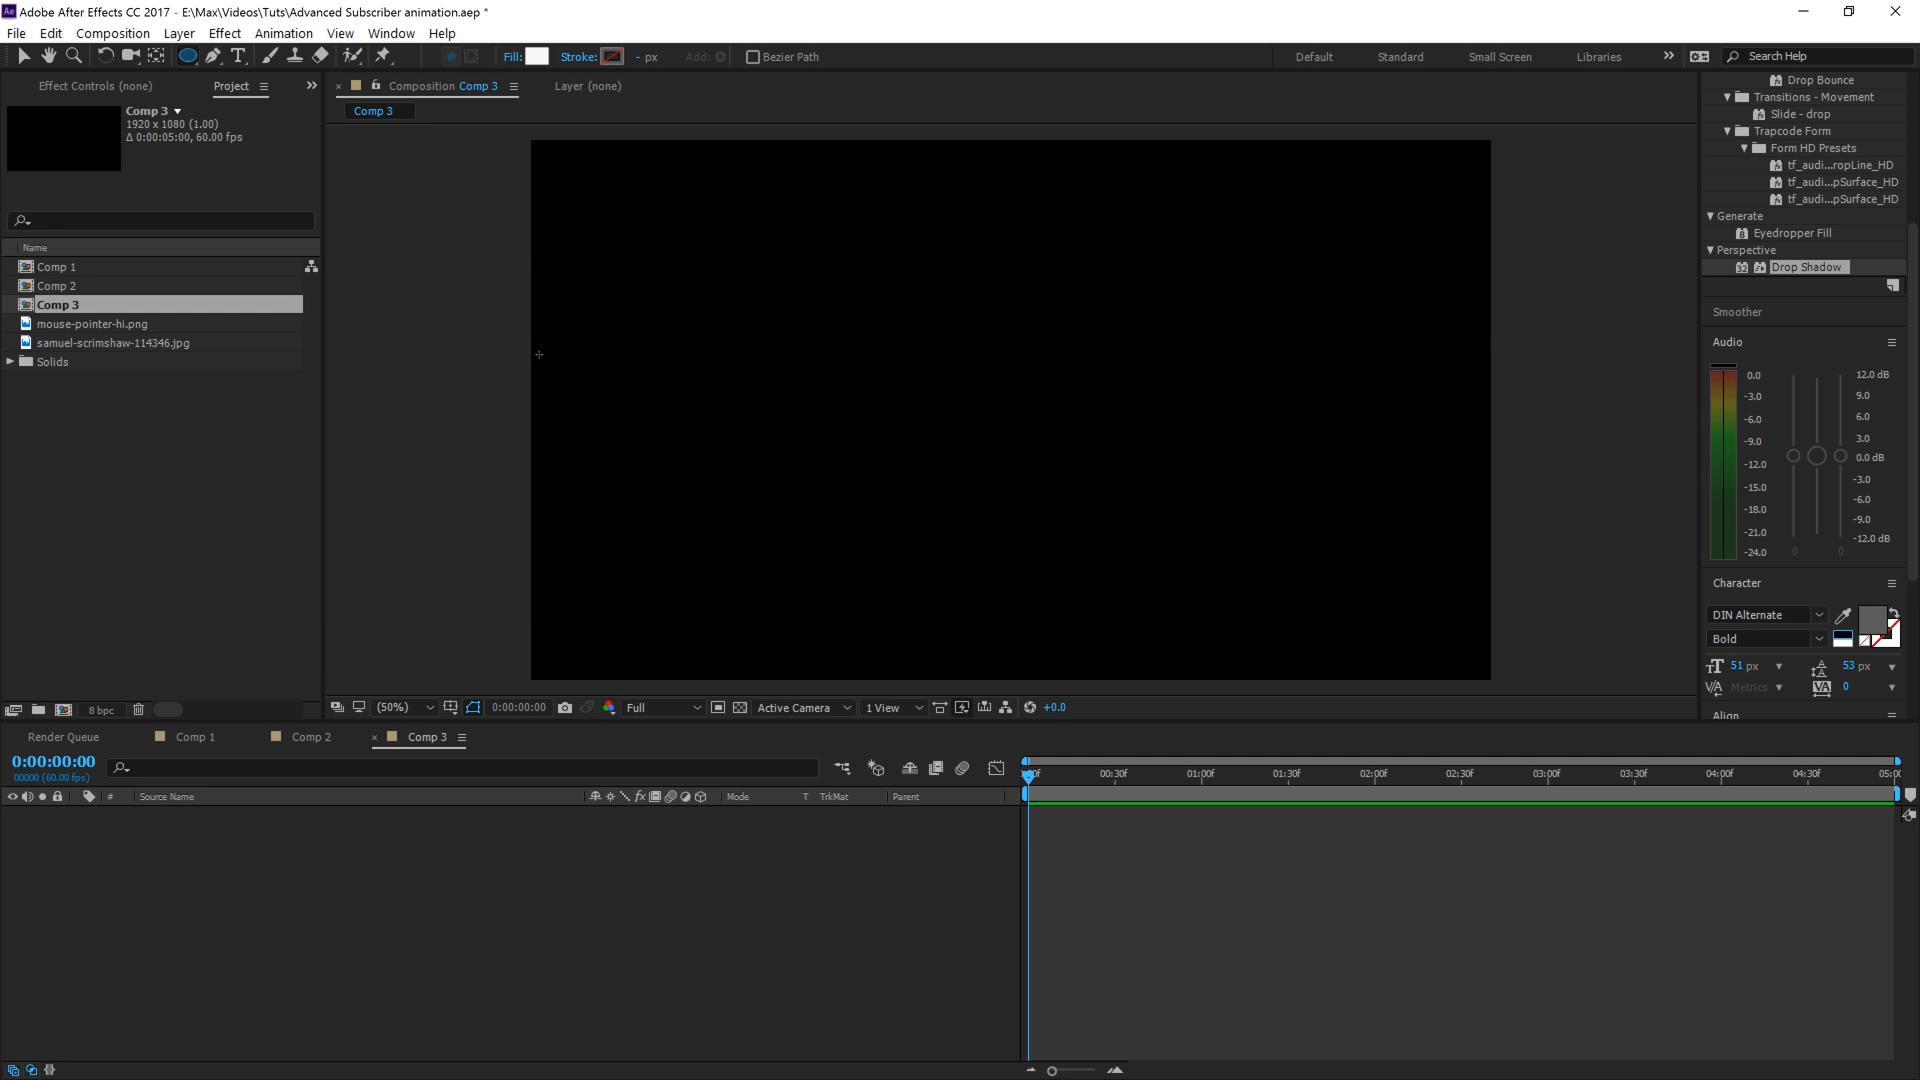 Adobe After Effects CC 2017 - E:\Max\Videos\Tuts\Advanced Subscriber animation.aep *
File Edit Composition Layer Effect Animation View Window Help
Fill: Stroke: - px Add: Bezier Path Default Standard Small Screen Libraries Search Help
Effect Controls (none) Project
Comp 3
1920 x 1080 (1.00)
Δ 0:00:05:00, 60.00 fps
Name
Comp 1
Comp 2
Comp 3
mouse-pointer-hi.png
samuel-scrimshaw-114346.jpg
Solids
8 bpc
Composition Comp 3 Layer (none)
Comp 3
(50%) 0:00:00:00 Full Active Camera 1 View +0.0
Drop Bounce
Transitions - Movement
Slide - drop
Trapcode Form
Form HD Presets
tf_audi...ropLine_HD
tf_audi...pSurface_HD
tf_audi...pSurface_HD
Generate
Eyedropper Fill
Perspective
Drop Shadow
Smoother
Audio
0.0
-3.0
-6.0
-9.0
-12.0
-15.0
-18.0
-21.0
-24.0
12.0 dB
9.0
6.0
3.0
0.0 dB
-3.0
-6.0
-9.0
-12.0 dB
0 0
Character
DIN Alternate
Bold
51 px 53 px
Metrics 0
Align
Render Queue Comp 1 Comp 2 Comp 3
0:00:00:00
00000 (60.00 fps)
# Source Name Mode T TrkMat Parent
00:30f 01:00f 01:30f 02:00f 02:30f 03:00f 03:30f 04:00f 04:30f 05:00